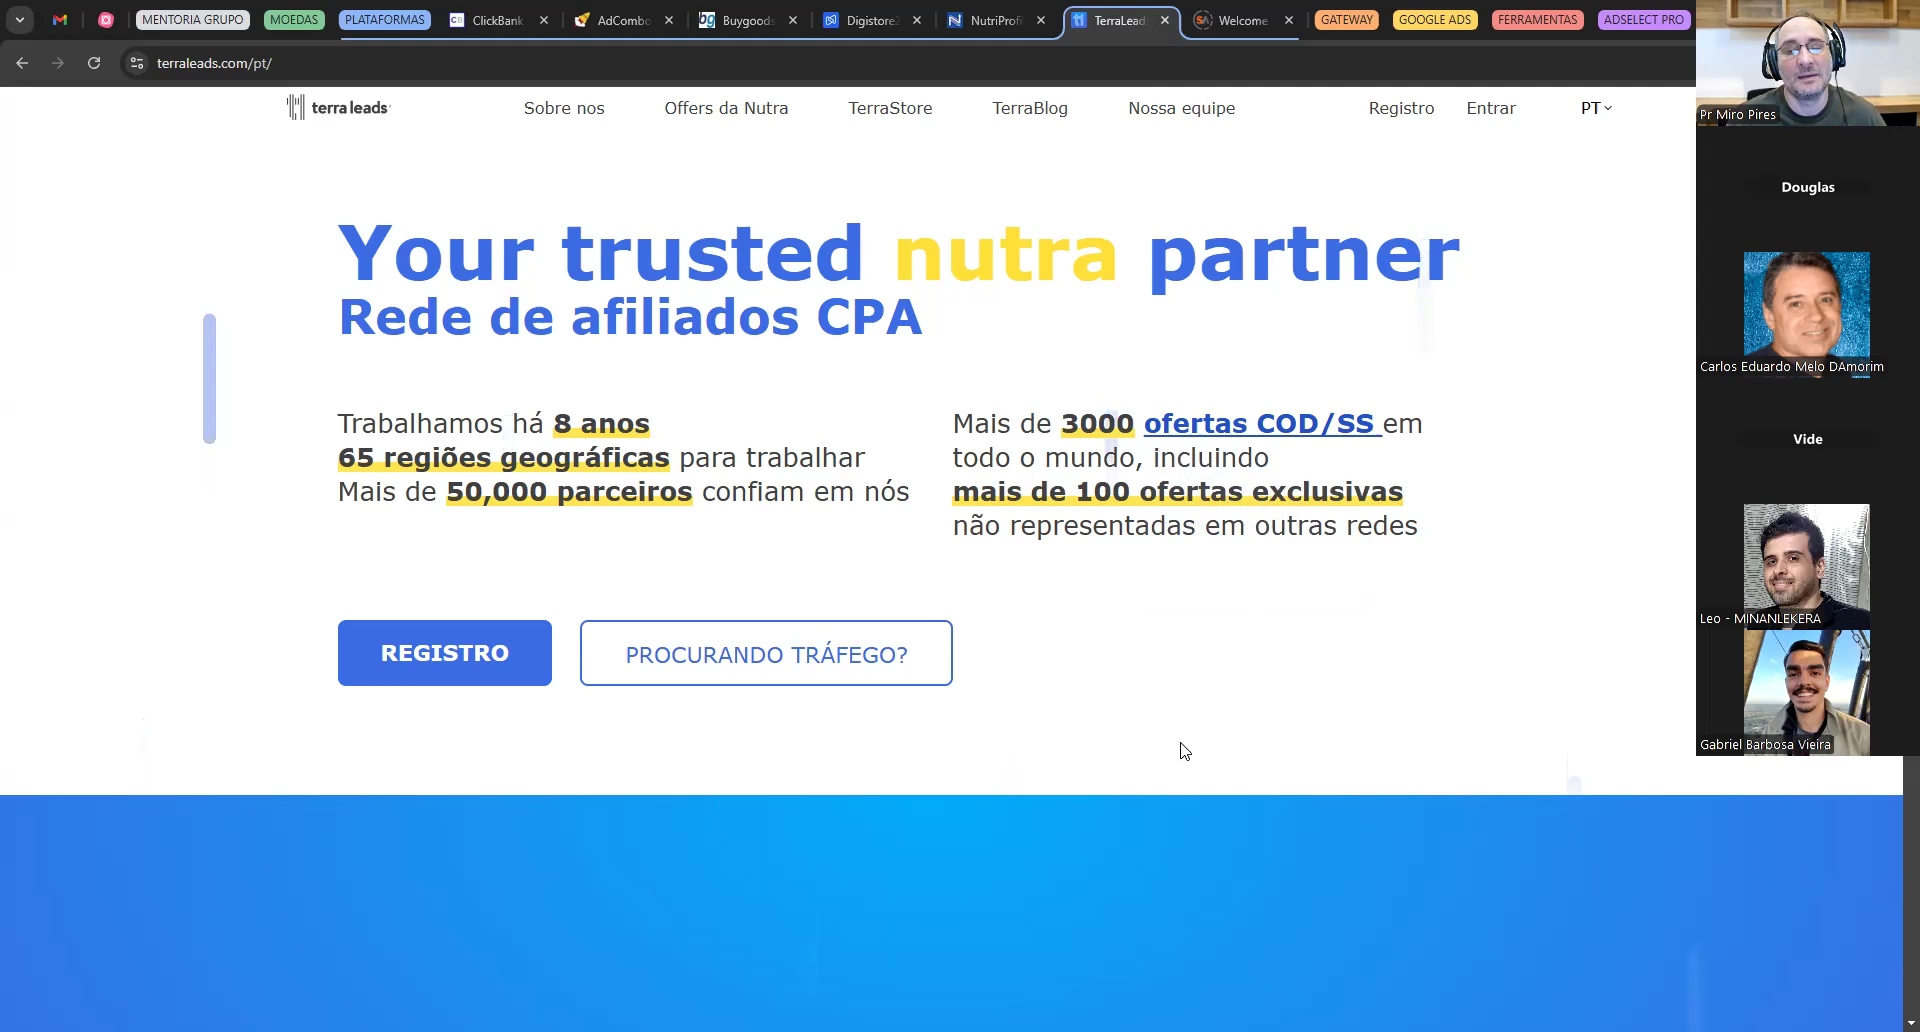 MENTORIA GRUPO
MOEDAS
PLATAFORMAS
ClickBank
AdCombo
Buygoods
Digistore2
NutriProfi
TerraLead
Welcome
GATEWAY
GOOGLE ADS
FERRAMENTAS
ADSELECT PRO
terraleads.com/pt/
terraleads
Sobre nos
Offers da Nutra
TerraStore
TerraBlog
Nossa equipe
Registro
Entrar
PT
Your trusted nutra partner
Rede de afiliados CPA
Trabalhamos há 8 anos
65 regiões geográficas para trabalhar
Mais de 50,000 parceiros confiam em nós
Mais de 3000 ofertas COD/SS em
todo o mundo, incluindo
mais de 100 ofertas exclusivas
não representadas em outras redes
REGISTRO
PROCURANDO TRÁFEGO?
Pr Miro Pires
Douglas
Carlos Eduardo Melo DAmorim
Vide
Leo - MINANLEKERA
Gabriel Barbosa Vieira